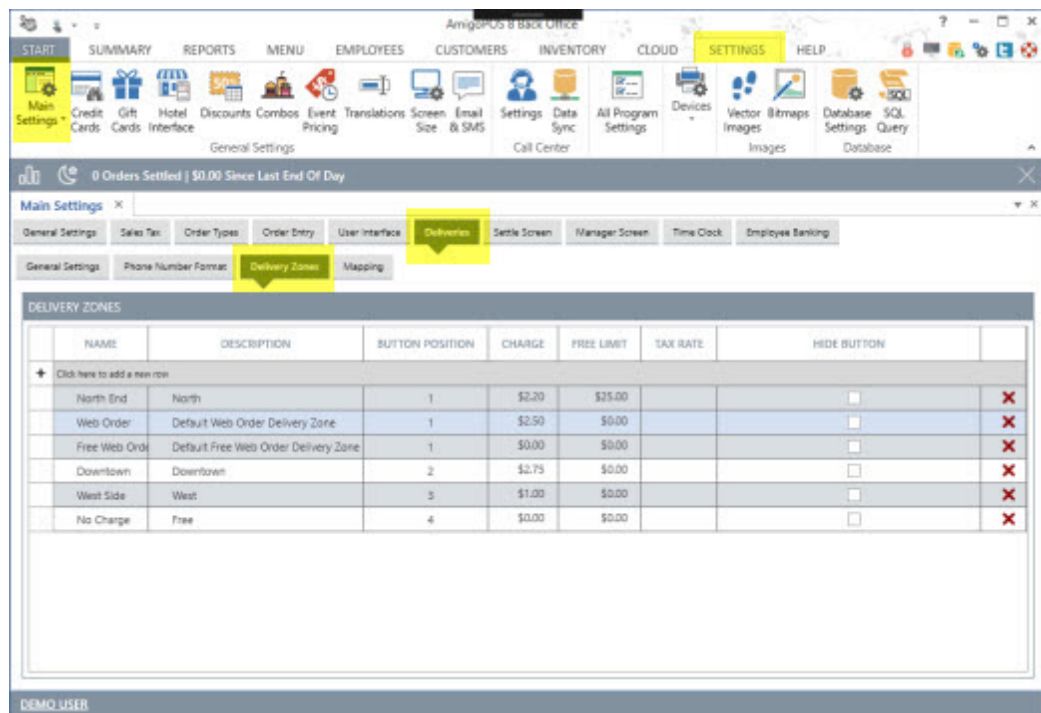 AmigoPOS 8 Back Office
START SUMMARY REPORTS MENU EMPLOYEES CUSTOMERS INVENTORY CLOUD SETTINGS HELP
Main Settings
Credit Cards
Gift Cards
Hotel Interface
Discounts
Combos
Event Pricing
Translations
Screen Size
Email & SMS
Settings
Data Sync
All Program Settings
Devices
Vector Images
Bitmaps
Database Settings
SQL Query
General Settings Call Center Images Database
0 Orders Settled | $0.00 Since Last End Of Day
Main Settings
General Settings Sales Tax Order Types Order Entry User Interface Deliveries Settle Screen Manager Screen Time Clock Employee Banking
General Settings Phone Number Format Delivery Zones Mapping
DELIVERY ZONES
NAME DESCRIPTION BUTTON POSITION CHARGE FREE LIMIT TAX RATE HIDE BUTTON
Click here to add a new row
North End North 1 $2.20 $25.00
Web Order Default Web Order Delivery Zone 1 $2.50 $0.00
Free Web Orde Default Free Web Order Delivery Zone 1 $0.00 $0.00
Downtown Downtown 2 $2.75 $0.00
West Side West 3 $1.00 $0.00
No Charge Free 4 $0.00 $0.00
DEMO USER